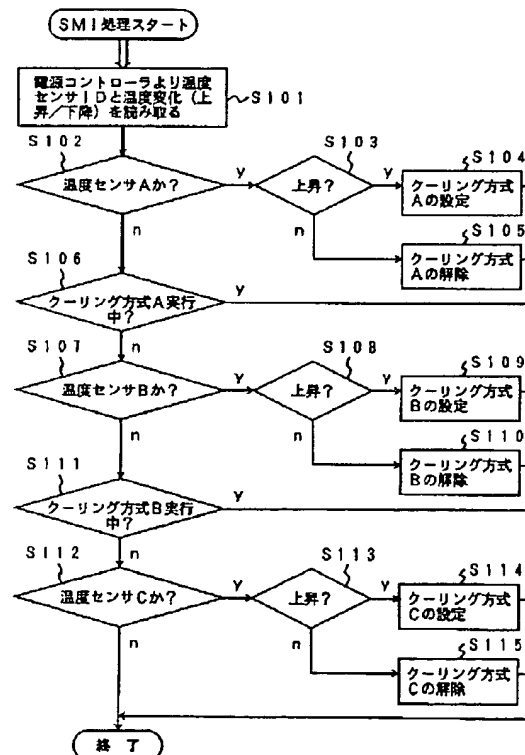 SMI処理スタート
電源コントローラより温度
センサIDと温度変化（上
昇／下降）を読み取る
S101
S102
温度センサAか？
y
S103
上昇？
y
S104
クーリング方式
Aの設定
n
n
S105
クーリング方式
Aの解除
S106
クーリング方式A実行
中？
y
n
S107
温度センサBか？
y
S108
上昇？
y
S109
クーリング方式
Bの設定
n
n
S110
クーリング方式
Bの解除
S111
クーリング方式B実行
中？
y
n
S112
温度センサCか？
y
S113
上昇？
y
S114
クーリング方式
Cの設定
n
n
S115
クーリング方式
Cの解除
終了